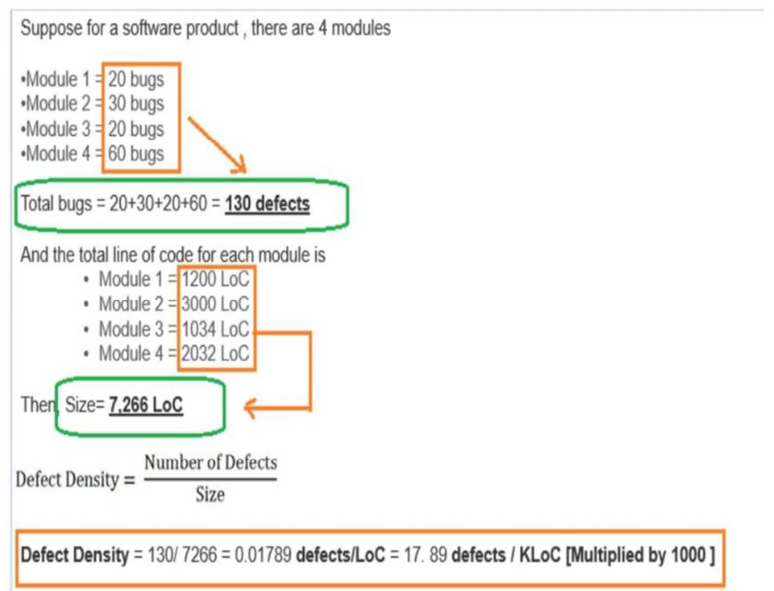 Suppose for a software product , there are 4 modules
•Module 1 = 20 bugs
•Module 2 = 30 bugs
•Module 3 = 20 bugs
•Module 4 = 60 bugs
Total bugs = 20+30+20+60 = 130 defects
And the total line of code for each module is
• Module 1 = 1200 LoC
• Module 2 = 3000 LoC
• Module 3 = 1034 LoC
• Module 4 = 2032 LoC
Then, Size= 7,266 LoC
Defect Density = Number of Defects
Size
Defect Density = 130/ 7266 = 0.01789 defects/LoC = 17. 89 defects / KLoC [Multiplied by 1000 ]